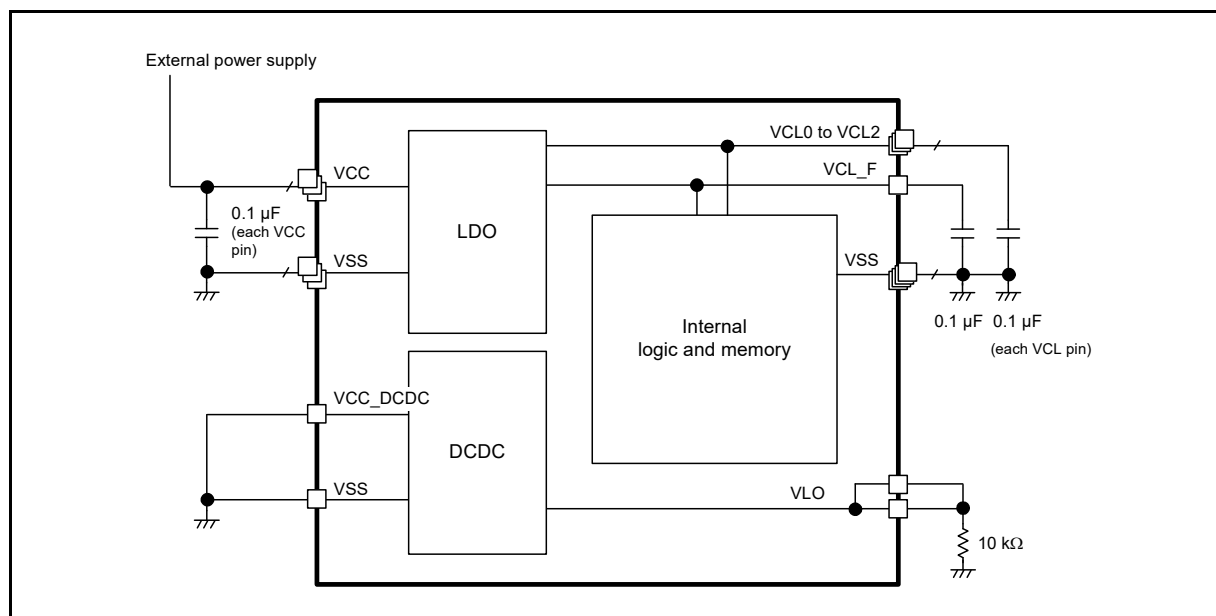 External power supply
VCL0 to VCL2
VCC
VCL_F
0.1 µF
(each VCC
pin)
LDO
VSS
VSS
Internal
logic and memory
0.1 µF
0.1 µF
(each VCL pin)
VCC_DCDC
DCDC
VSS
VLO
10 kΩ